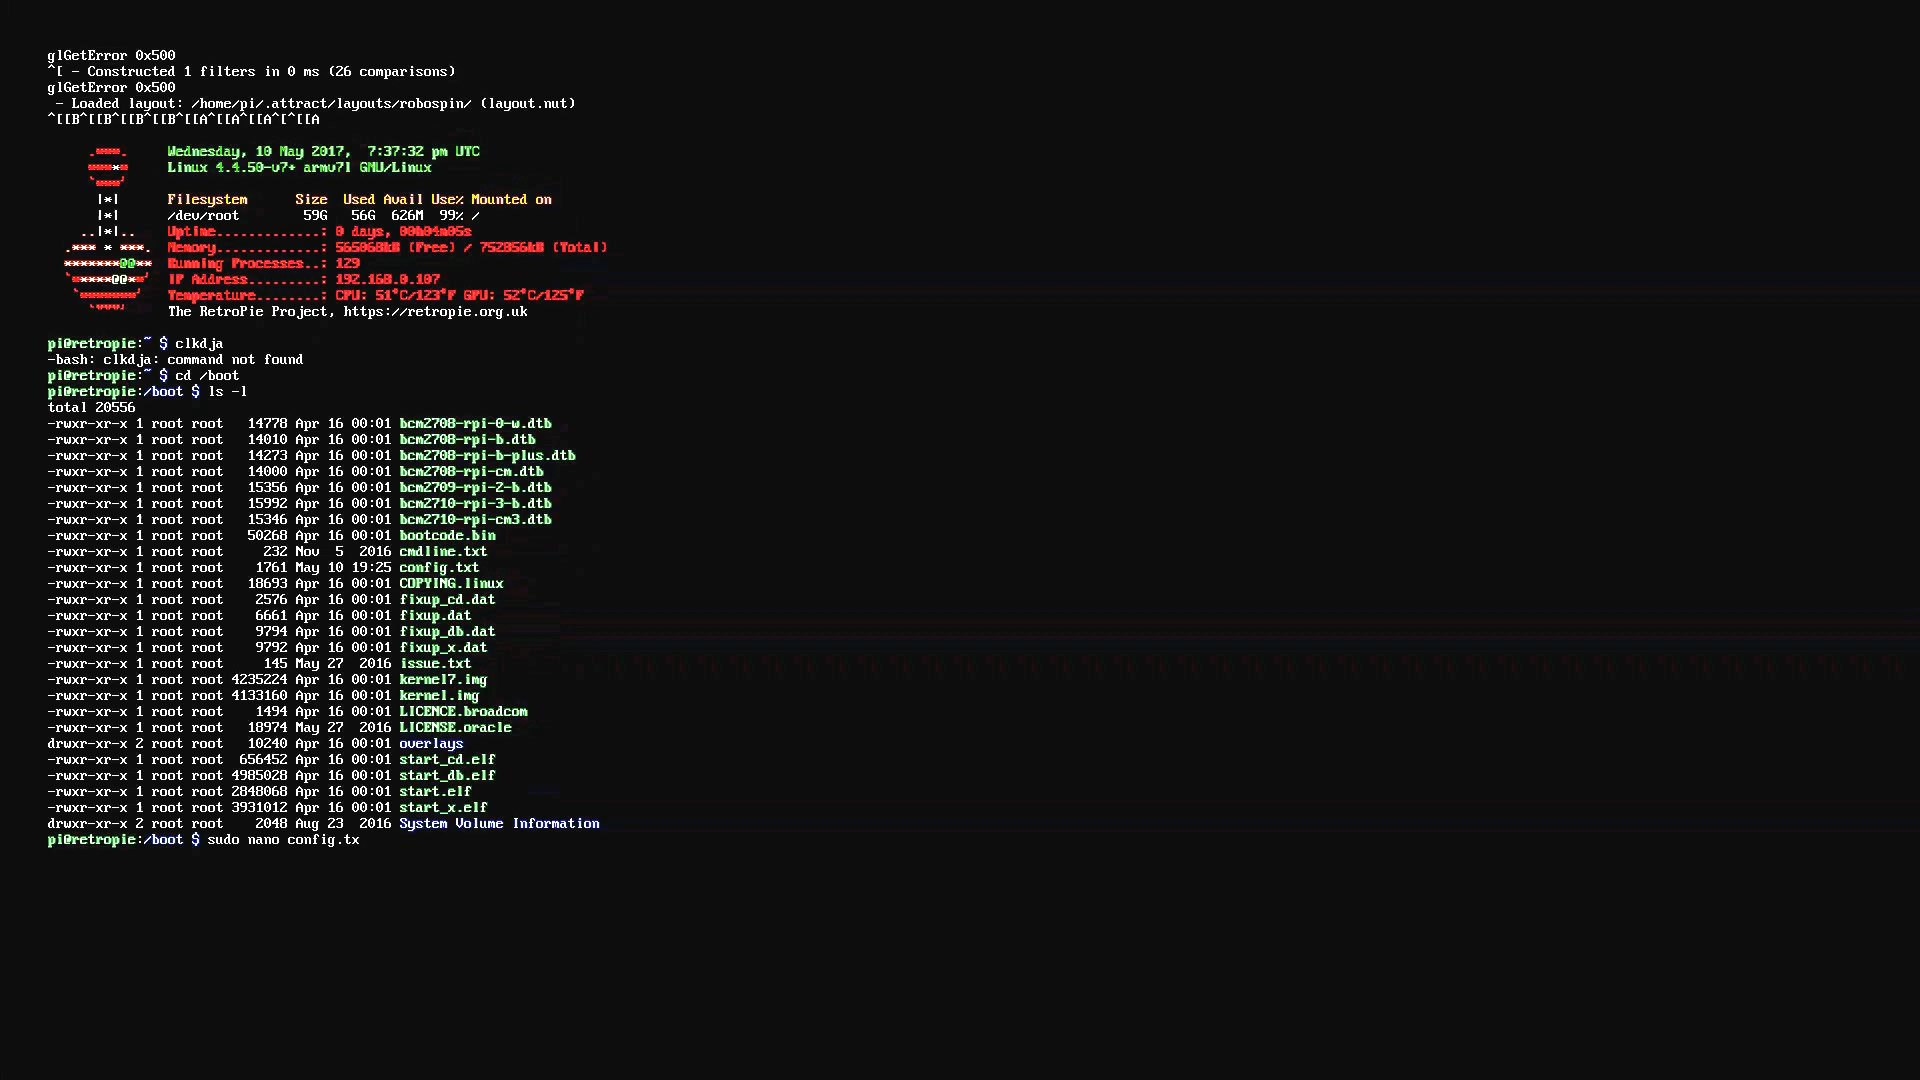 glGetError 0x500
^[ - Constructed 1 filters in 0 ms (26 comparisons)
glGetError 0x500
 - Loaded layout: /home/pi/.attract/layouts/robospin/ (layout.nut)
^[[B^[[B^[[B^[[B^[[A^[[A^[[A^[^[[A
Wednesday, 10 May 2017,  7:37:32 pm UTC
Linux 4.4.50-v7+ armv7l GNU/Linux
Filesystem      Size  Used Avail Use% Mounted on
/dev/root        59G   56G  626M  99% /
Uptime.............: 0 days, 00h04m05s
Memory.............: 565068kB (Free) / 752856kB (Total)
Running Processes..: 129
IP Address.........: 192.168.0.107
Temperature........: CPU: 51°C/123°F GPU: 52°C/125°F
The RetroPie Project, https://retropie.org.uk
pi@retropie:~ $ clkdja
-bash: clkdja: command not found
pi@retropie:~ $ cd /boot
pi@retropie:/boot $ ls -l
total 20556
-rwxr-xr-x 1 root root   14778 Apr 16 00:01 bcm2708-rpi-0-w.dtb
-rwxr-xr-x 1 root root   14010 Apr 16 00:01 bcm2708-rpi-b.dtb
-rwxr-xr-x 1 root root   14273 Apr 16 00:01 bcm2708-rpi-b-plus.dtb
-rwxr-xr-x 1 root root   14000 Apr 16 00:01 bcm2708-rpi-cm.dtb
-rwxr-xr-x 1 root root   15356 Apr 16 00:01 bcm2709-rpi-2-b.dtb
-rwxr-xr-x 1 root root   15992 Apr 16 00:01 bcm2710-rpi-3-b.dtb
-rwxr-xr-x 1 root root   15346 Apr 16 00:01 bcm2710-rpi-cm3.dtb
-rwxr-xr-x 1 root root   50268 Apr 16 00:01 bootcode.bin
-rwxr-xr-x 1 root root     232 Nov  5  2016 cmdline.txt
-rwxr-xr-x 1 root root    1761 May 10 19:25 config.txt
-rwxr-xr-x 1 root root   18693 Apr 16 00:01 COPYING.linux
-rwxr-xr-x 1 root root    2576 Apr 16 00:01 fixup_cd.dat
-rwxr-xr-x 1 root root    6661 Apr 16 00:01 fixup.dat
-rwxr-xr-x 1 root root    9794 Apr 16 00:01 fixup_db.dat
-rwxr-xr-x 1 root root    9792 Apr 16 00:01 fixup_x.dat
-rwxr-xr-x 1 root root     145 May 27  2016 issue.txt
-rwxr-xr-x 1 root root 4235224 Apr 16 00:01 kernel7.img
-rwxr-xr-x 1 root root 4133160 Apr 16 00:01 kernel.img
-rwxr-xr-x 1 root root    1494 Apr 16 00:01 LICENCE.broadcom
-rwxr-xr-x 1 root root   18974 May 27  2016 LICENSE.oracle
drwxr-xr-x 2 root root   10240 Apr 16 00:01 overlays
-rwxr-xr-x 1 root root  656452 Apr 16 00:01 start_cd.elf
-rwxr-xr-x 1 root root 4985028 Apr 16 00:01 start_db.elf
-rwxr-xr-x 1 root root 2848068 Apr 16 00:01 start.elf
-rwxr-xr-x 1 root root 3931012 Apr 16 00:01 start_x.elf
drwxr-xr-x 2 root root    2048 Aug 23  2016 System Volume Information
pi@retropie:/boot $ sudo nano config.tx